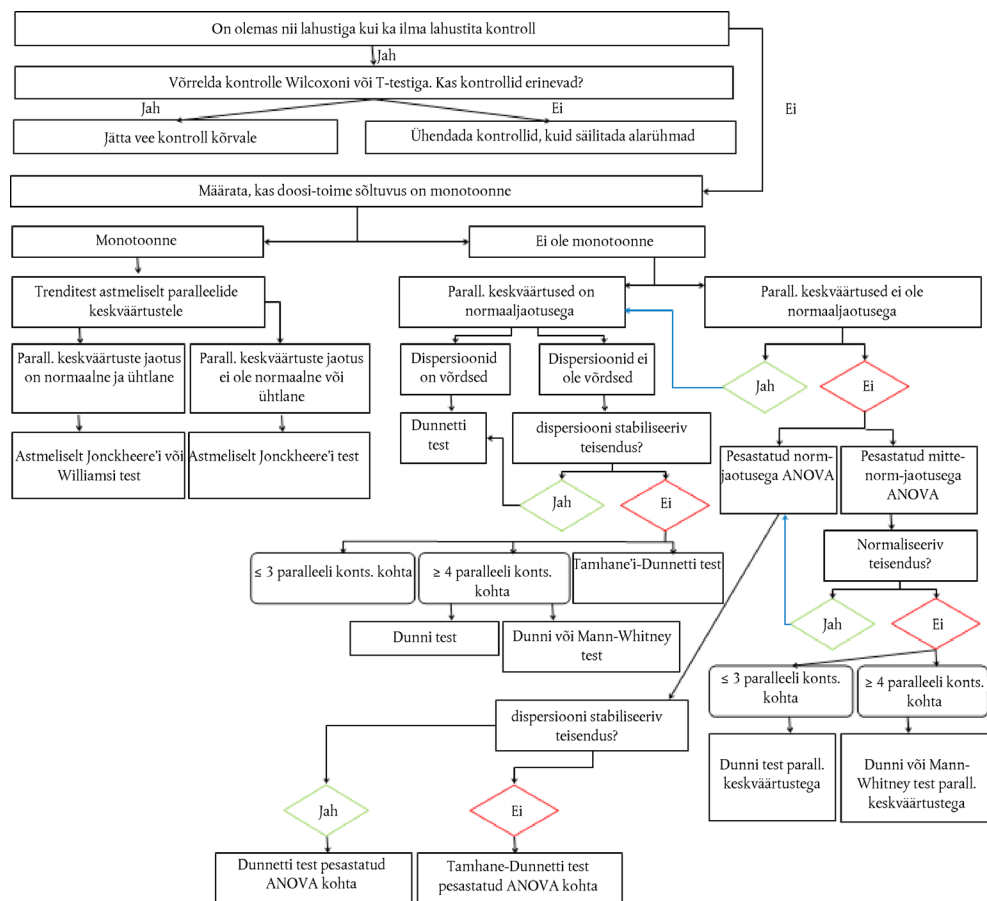 On olemas nii lahustiga kui ka ilma lahustita kontroll
Jah
Võrrelda kontrolle Wilcoxoni või T-testiga. Kas kontrollid erinevad?
Jah
Ei
Ei
Jätta vee kontroll kõrvale
Ühendada kontrollid, kuid säilitada alarühmad
Määrata, kas doosi-toime sõltuvus on monotoonne
Monotoonne
Ei ole monotoonne
Trenditest astmeliselt paralleelide
keskväärtustele
Parall. keskväärtused on
normaaljaotusega
Parall. keskväärtused ei ole
normaaljaotusega
Parall. keskväärtuste jaotus
on normaalne ja ühtlane
Parall. keskväärtuste jaotus
ei ole normaalne või
ühtlane
Dispersioonid
on võrdsed
Dispersioonid ei
ole võrdsed
Jah
Ei
Astmeliselt Jonckheere'i või
Williamsi test
Astmeliselt Jonckheere'i test
Dunnetti
test
dispersiooni stabiliseeriv
teisendus?
Pesastatud norm-
jaotusega ANOVA
Pesastatud mitte-
norm-jaotusega
ANOVA
Jah
Ei
Normaliseeriv
teisendus?
≤ 3 paralleeli konts. kohta
≥ 4 paralleeli konts.
kohta
Tamhane'i-Dunnetti test
Jah
Ei
Dunni test
Dunni või Mann-Whitney
test
≤ 3 paralleeli konts.
kohta
≥ 4 paralleeli konts.
kohta
dispersiooni stabiliseeriv
teisendus?
Dunni test parall.
keskväärtustega
Dunni või Mann-
Whitney test parall.
keskväärtustega
Jah
Ei
Dunnetti test pesastatud
ANOVA kohta
Tamhane-Dunnetti test
pesastatud ANOVA kohta